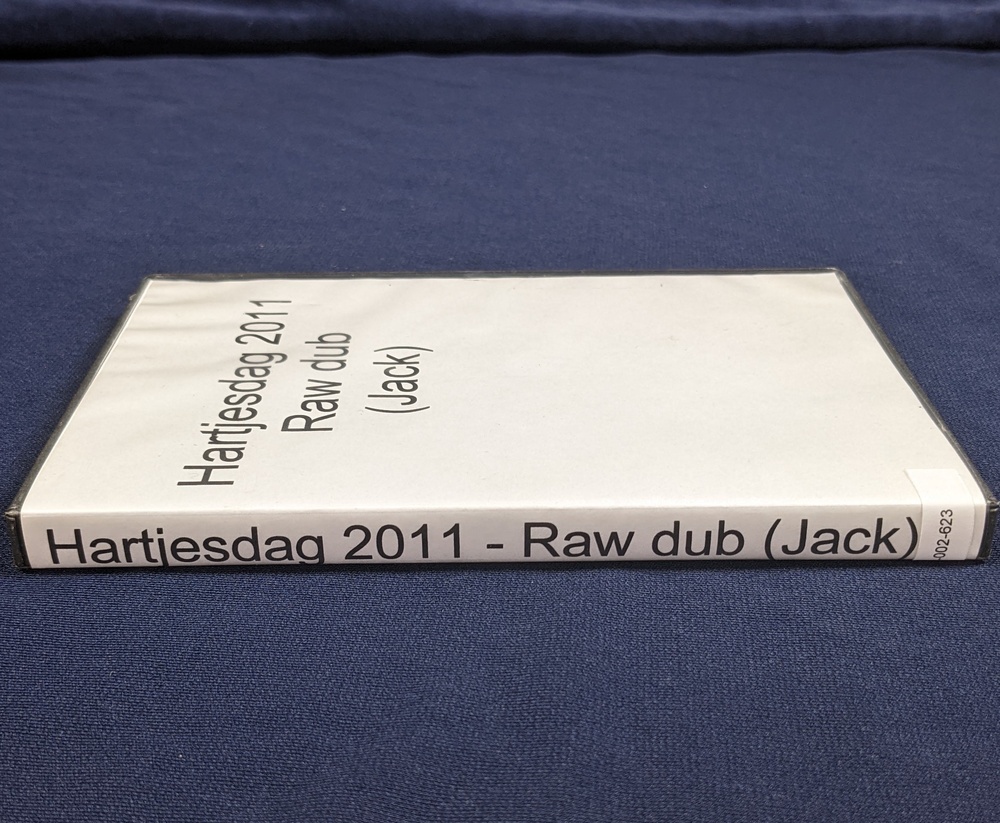 Hartjesdag 2011
Raw dub
(Jack)
Hartjesdag 2011 - Raw dub (Jack)
-002-623